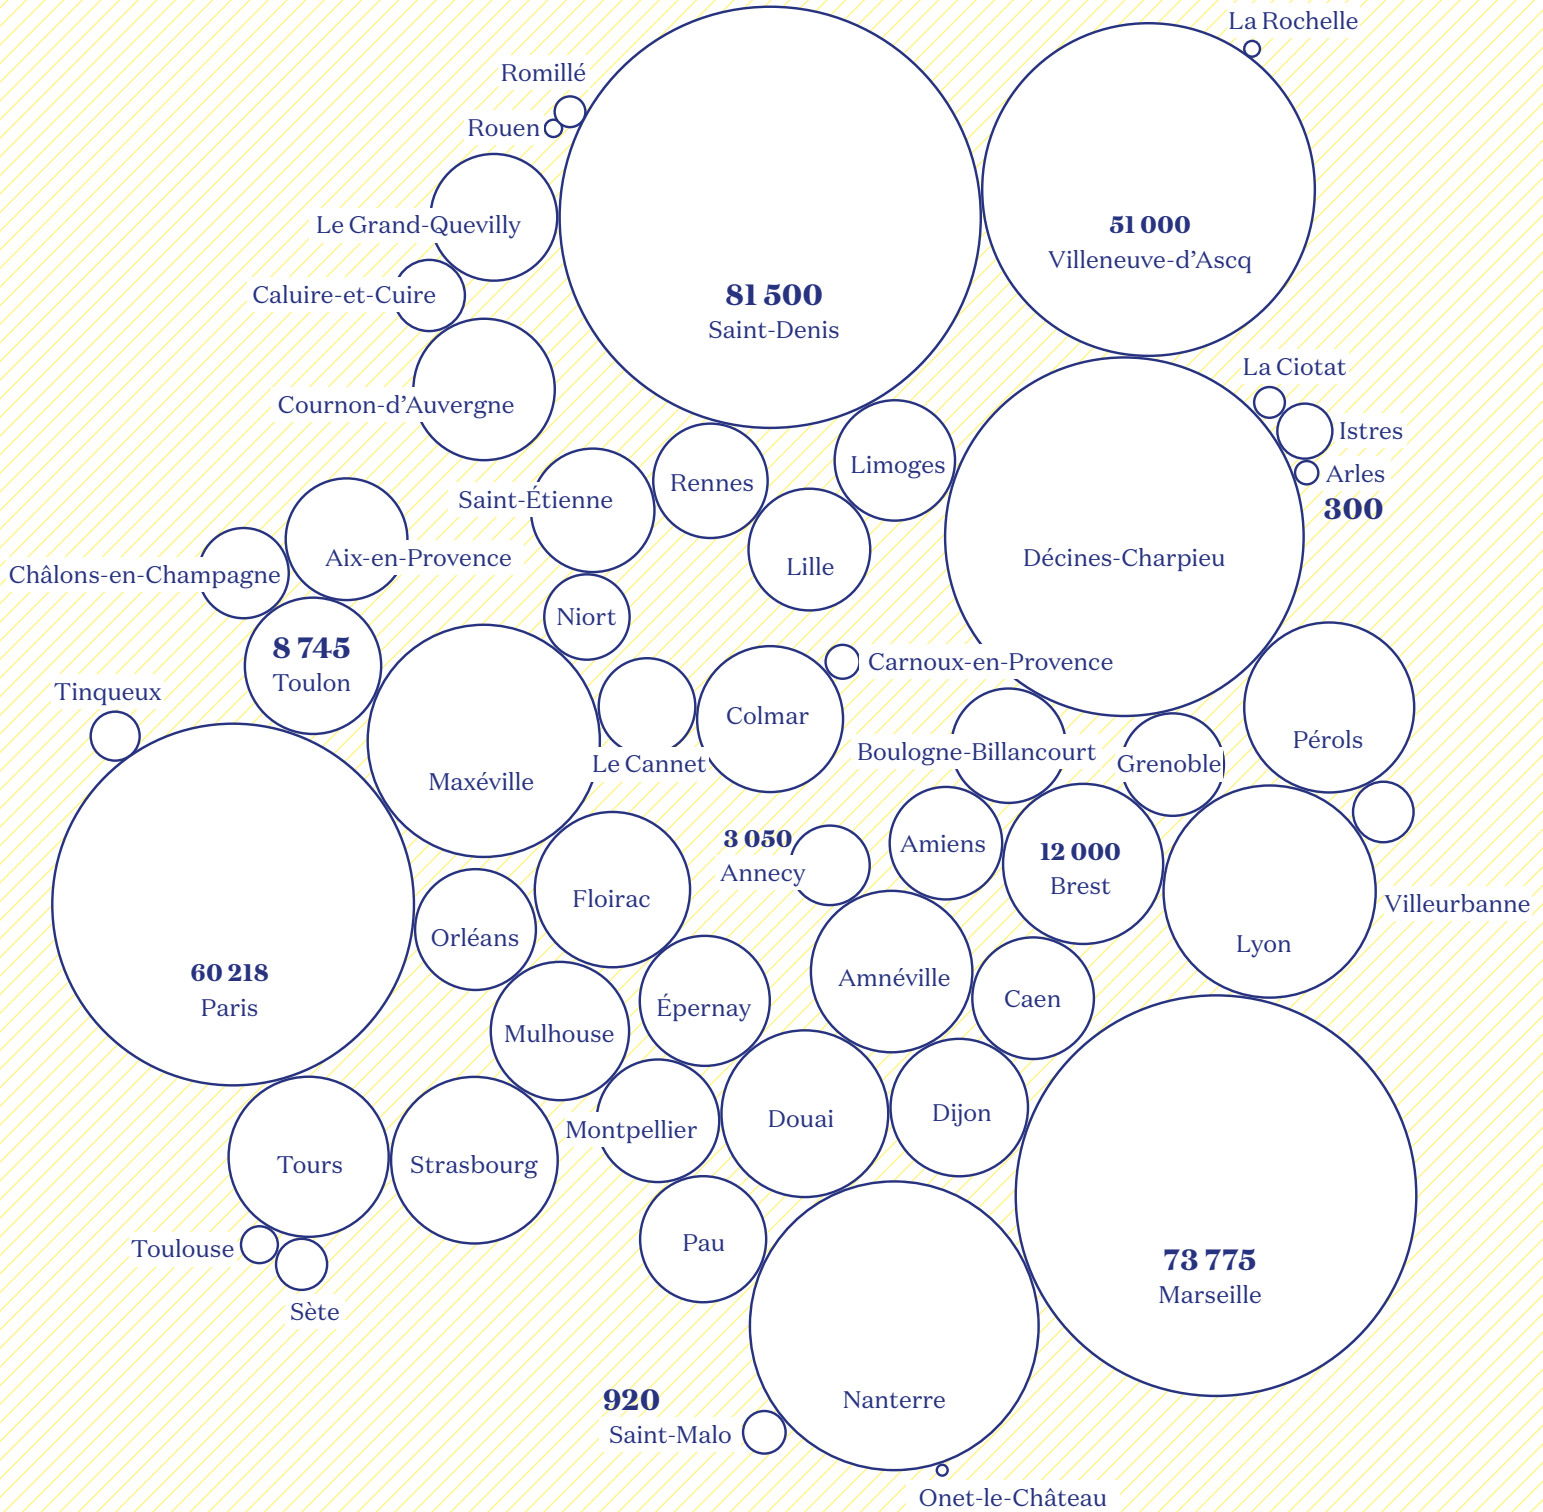 La Rochelle
Romillé
Rouen
Le Grand-Quevilly
51 000
Villeneuve-d’Ascq
Caluire-et-Cuire
81 500
Saint-Denis
La Ciotat
Cournon-d’Auvergne
Istres
Limoges
Arles
300
Rennes
Saint-Étienne
Aix-en-Provence
Lille
Décines-Charpieu
Châlons-en-Champagne
Niort
8 745
Toulon
Carnoux-en-Provence
Tinqueux
Colmar
Pérols
Boulogne-Billancourt
Le Cannet
Grenoble
Maxéville
3 050
Annecy
Amiens
12 000
Brest
Floirac
Villeurbanne
Orléans
Lyon
60 218
Paris
Amnéville
Caen
Épernay
Mulhouse
Montpellier
Douai
Dijon
Tours
Strasbourg
Toulouse
Pau
73 775
Marseille
Sète
920
Saint-Malo
Nanterre
Onet-le-Château